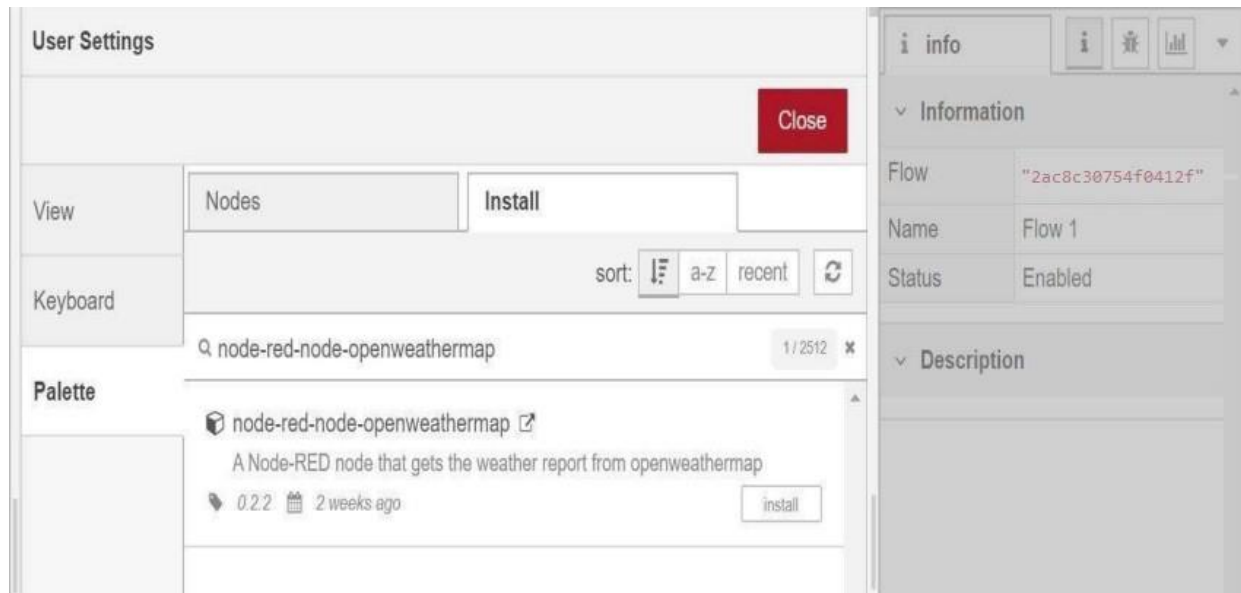 User Settings
Close
View
Keyboard
Palette
Nodes
Install
sort: a-z recent
node-red-node-openweathermap
1 / 2512
node-red-node-openweathermap
A Node-RED node that gets the weather report from openweathermap
0.2.2 2 weeks ago
install
info
Information
Flow "2ac8c30754f0412f"
Name Flow 1
Status Enabled
Description